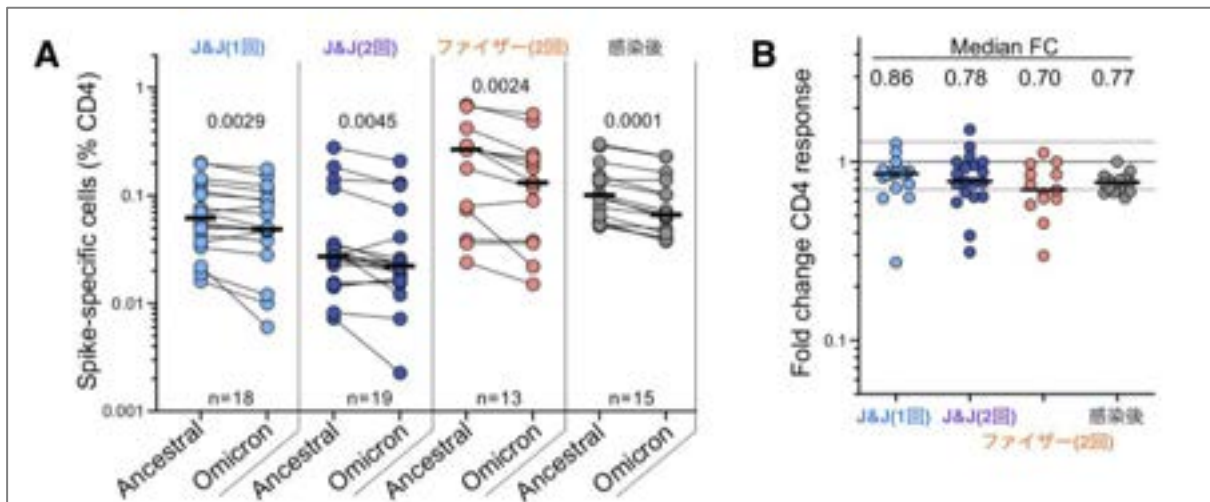 A
J&J(1回)
J&J(2回)
ファイザー(2回)
感染後
Spike-specific cells (% CD4)
1
0.1
0.01
0.001
0.0029
0.0045
0.0024
0.0001
n=18
n=19
n=13
n=15
Ancestral
Omicron
Ancestral
Omicron
Ancestral
Omicron
Ancestral
Omicron
B
Median FC
0.86 0.78 0.70 0.77
Fold change CD4 response
1
0.1
J&J(1回)
J&J(2回)
ファイザー(2回)
感染後